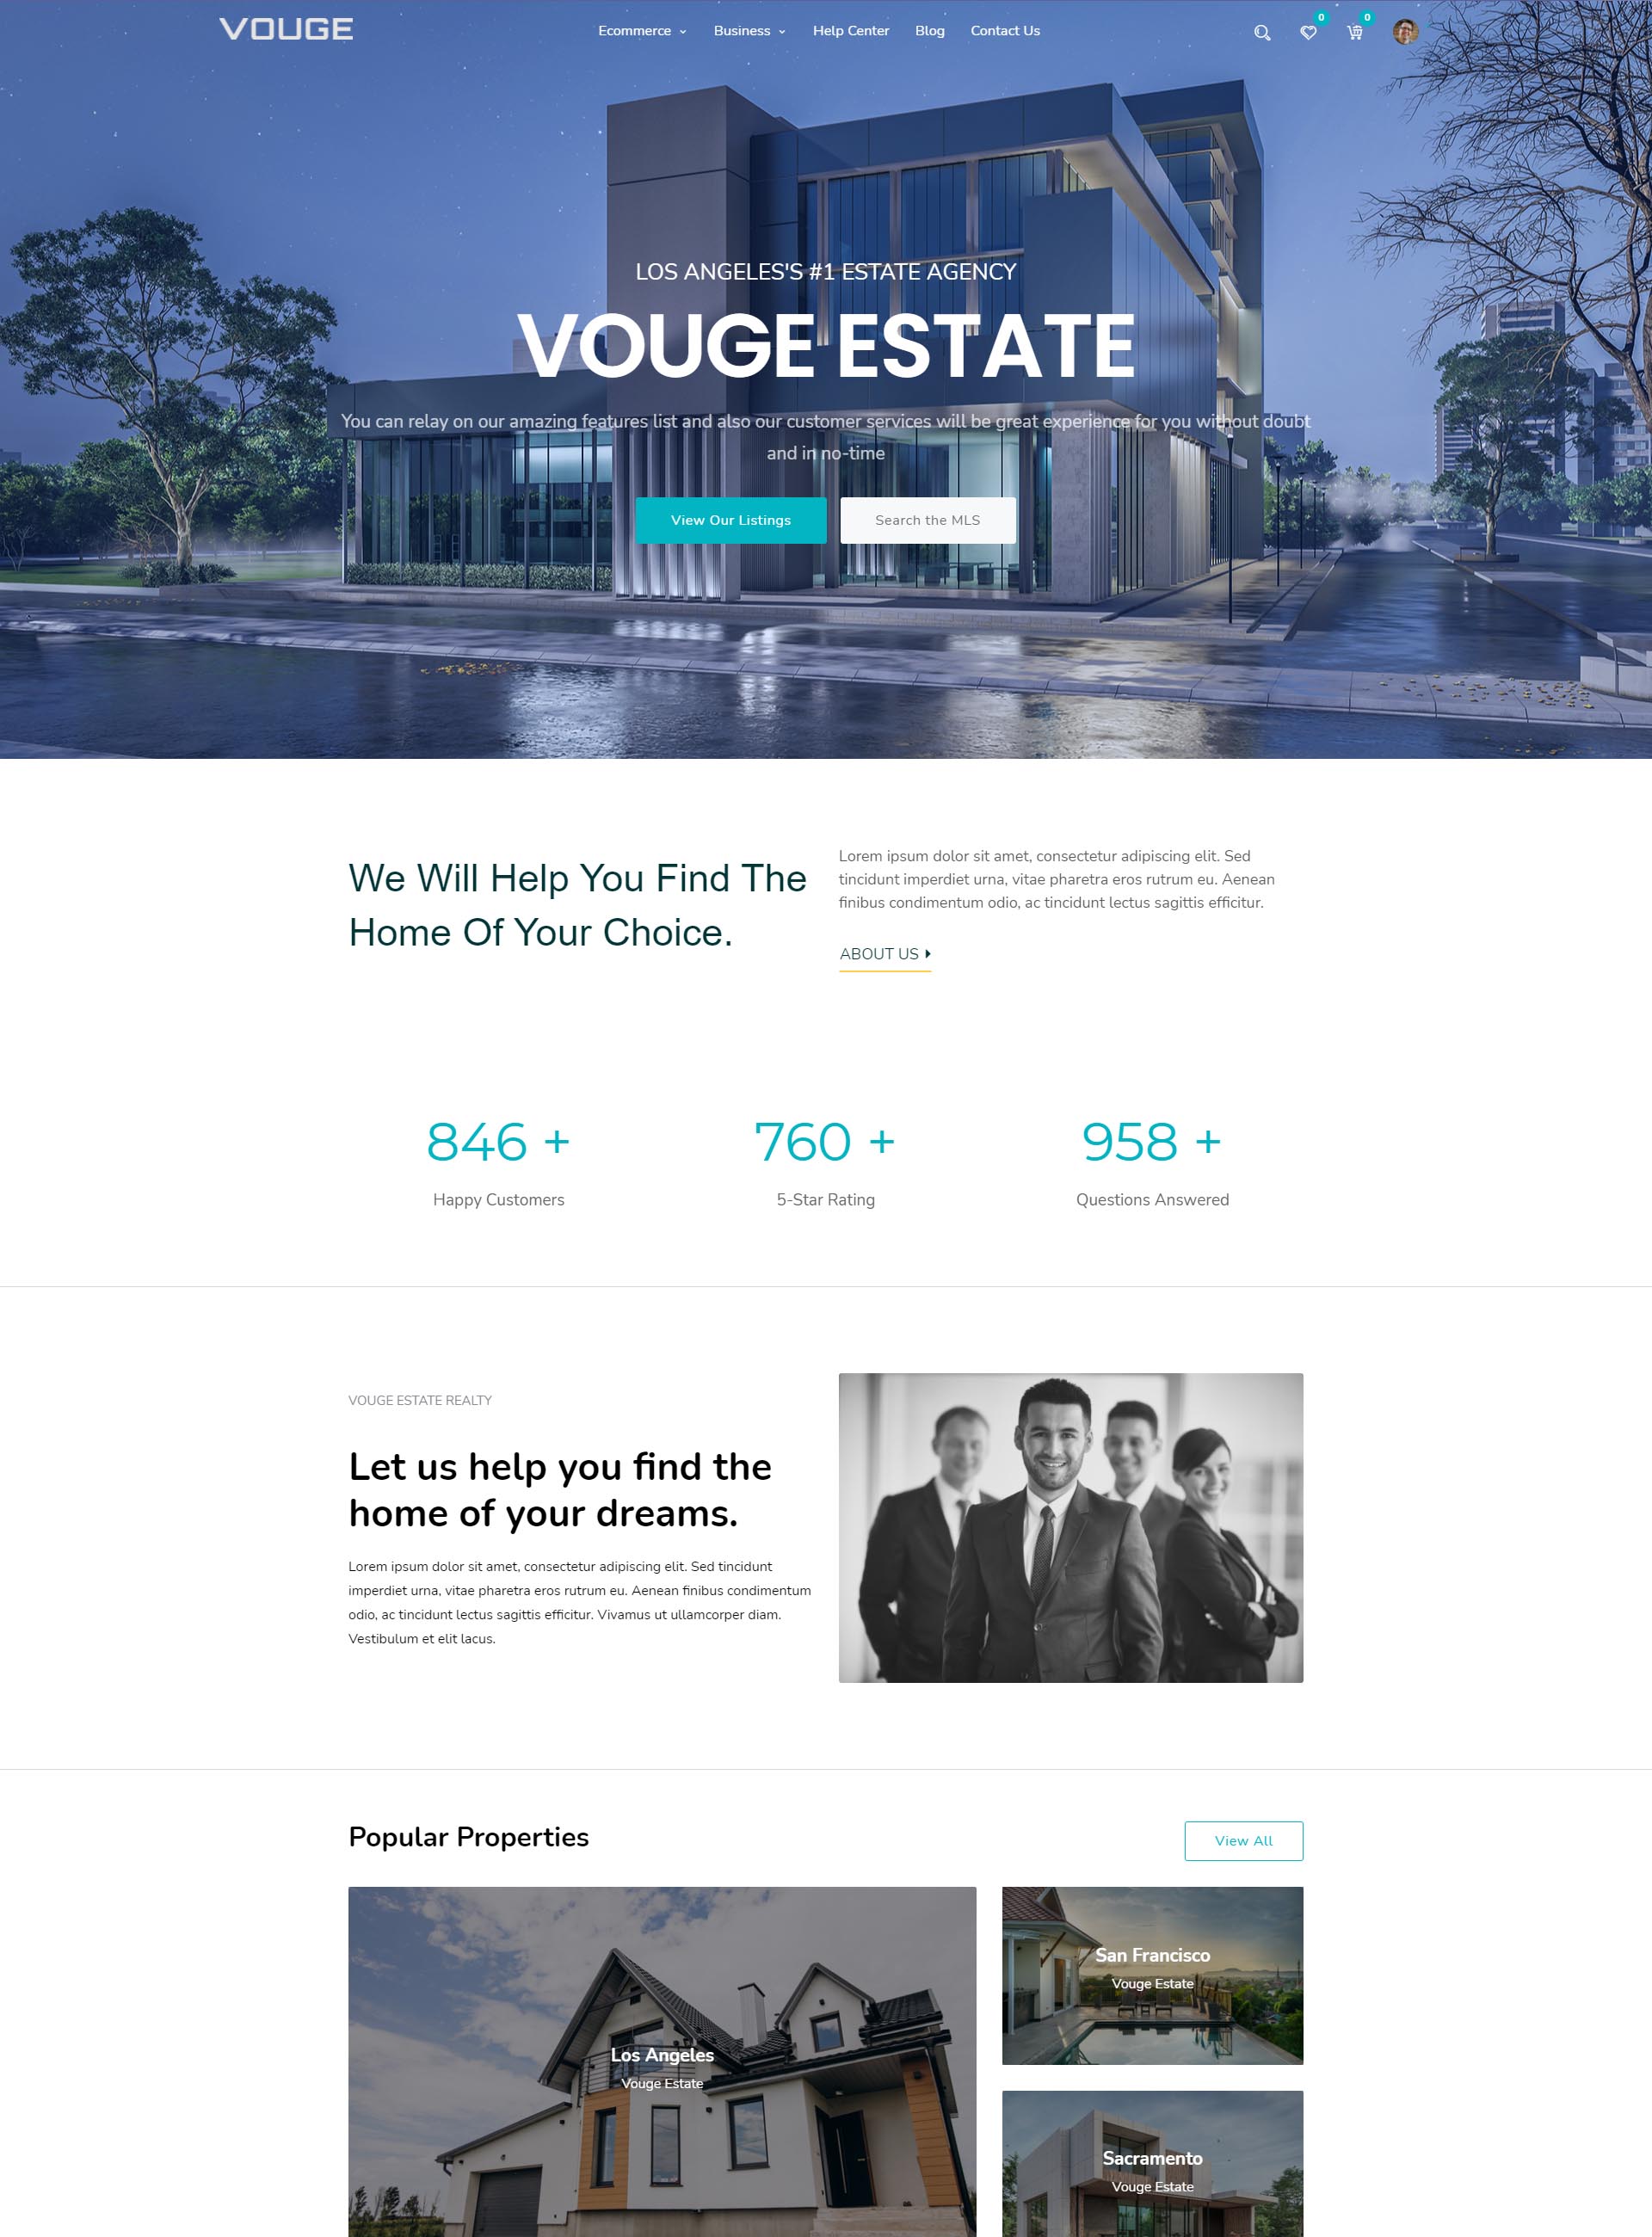 VOUGE
Ecommerce
Business
Help Center
Blog
Contact Us
0
0
LOS ANGELES'S #1 ESTATE AGENCY
VOUGE ESTATE
You can relay on our amazing features list and also our customer services will be great experience for you without doubt
and in no-time
View Our Listings
Search the MLS
We Will Help You Find The
Home Of Your Choice.
Lorem ipsum dolor sit amet, consectetur adipiscing elit. Sed
tincidunt imperdiet urna, vitae pharetra eros rutrum eu. Aenean
finibus condimentum odio, ac tincidunt lectus sagittis efficitur.
ABOUT US
846 +
Happy Customers
760 +
5-Star Rating
958 +
Questions Answered
VOUGE ESTATE REALTY
Let us help you find the
home of your dreams.
Lorem ipsum dolor sit amet, consectetur adipiscing elit. Sed tincidunt
imperdiet urna, vitae pharetra eros rutrum eu. Aenean finibus condimentum
odio, ac tincidunt lectus sagittis efficitur. Vivamus ut ullamcorper diam.
Vestibulum et elit lacus.
Popular Properties
View All
Los Angeles
Vouge Estate
San Francisco
Vouge Estate
Sacramento
Vouge Estate